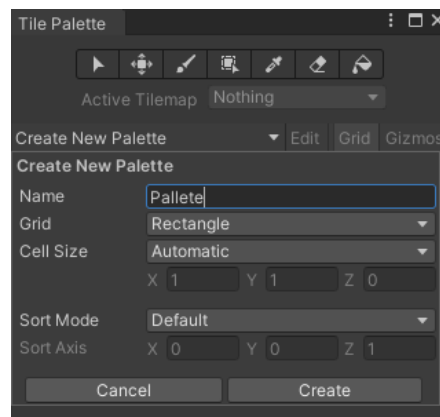 Tile Palette
Active Tilemap Nothing
Create New Palette Edit Grid Gizmos
Create New Palette
Name Pallete
Grid Rectangle
Cell Size Automatic
X 1 Y 1 Z 0
Sort Mode Default
Sort Axis X 0 Y 0 Z 1
Cancel Create